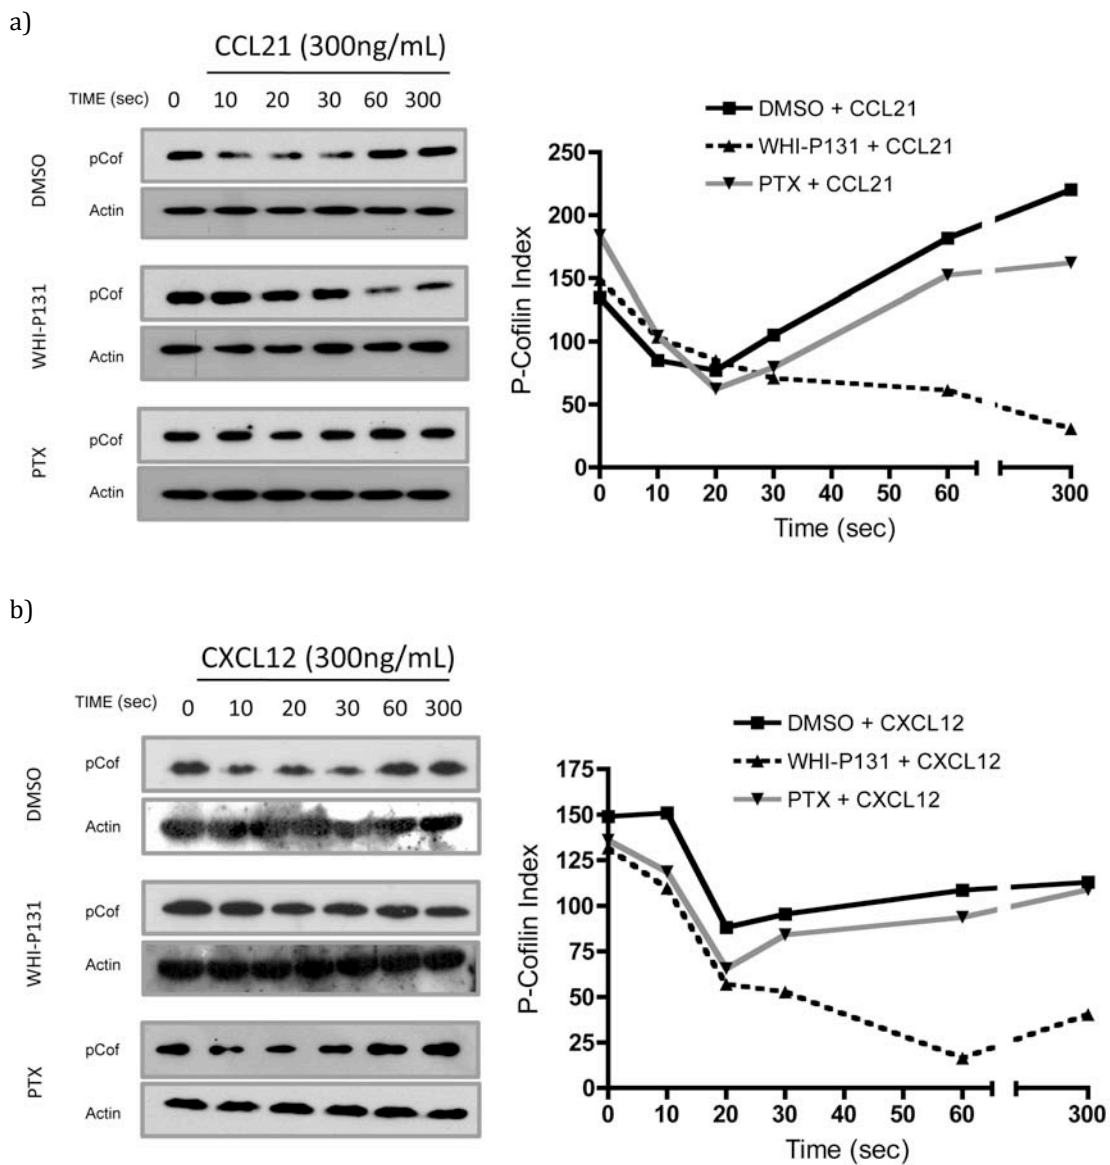 a)
CCL21 (300ng/mL)
TIME (sec) 0 10 20 30 60 300
DMSO
pCof
Actin
WHI-P131
pCof
Actin
PTX
pCof
Actin
DMSO + CCL21
WHI-P131 + CCL21
PTX + CCL21
P-Cofilin Index
250
200
150
100
50
0
0 10 20 30 40 50 60 300
Time (sec)
b)
CXCL12 (300ng/mL)
TIME (sec) 0 10 20 30 60 300
DMSO
pCof
Actin
WHI-P131
pCof
Actin
PTX
pCof
Actin
DMSO + CXCL12
WHI-P131 + CXCL12
PTX + CXCL12
P-Cofilin Index
175
150
125
100
75
50
25
0
0 10 20 30 40 50 60 300
Time (sec)